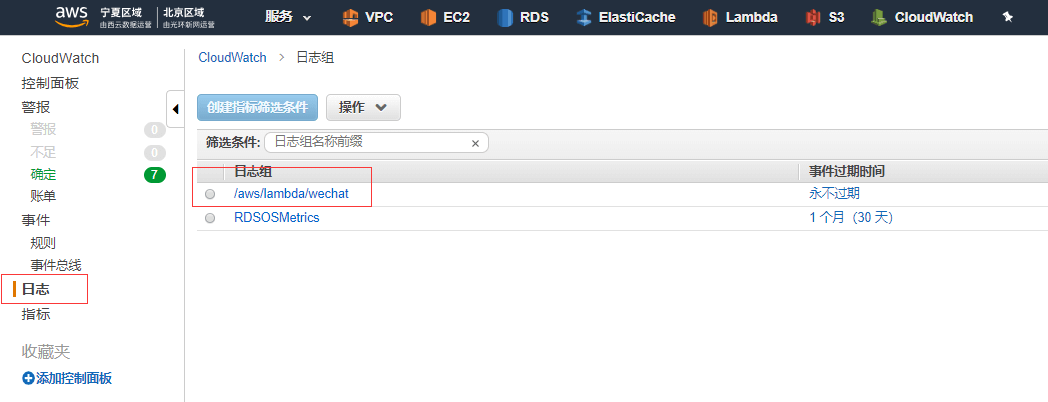 aws 宁夏区域 由西云数据运营 北京区域 由光环新网运营 服务 VPC EC2 RDS ElastiCache Lambda S3 CloudWatch
CloudWatch
控制面板
警报
警报 0
不足 0
确定 7
账单
事件
规则
事件总线
日志
指标
收藏夹
添加控制面板
CloudWatch > 日志组
创建指标筛选条件 操作
筛选条件: 日志组名称前缀 ×
日志组 事件过期时间
/aws/lambda/wechat 永不过期
RDSOSMetrics 1 个月（30 天）